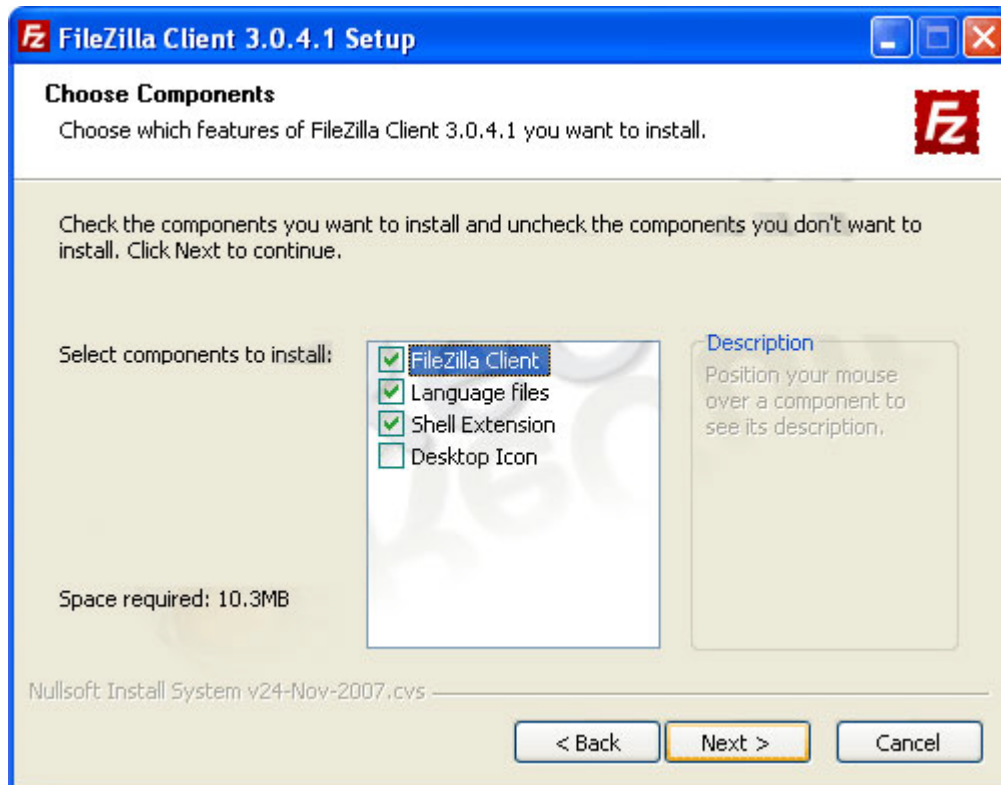 FileZilla Client 3.0.4.1 Setup
Choose Components
Choose which features of FileZilla Client 3.0.4.1 you want to install.
Fz
Check the components you want to install and uncheck the components you don't want to
install. Click Next to continue.
Select components to install:
FileZilla Client
Language files
Shell Extension
Desktop Icon
Description
Position your mouse
over a component to
see its description.
Space required: 10.3MB
Nullsoft Install System v24-Nov-2007.cvs
< Back
Next >
Cancel